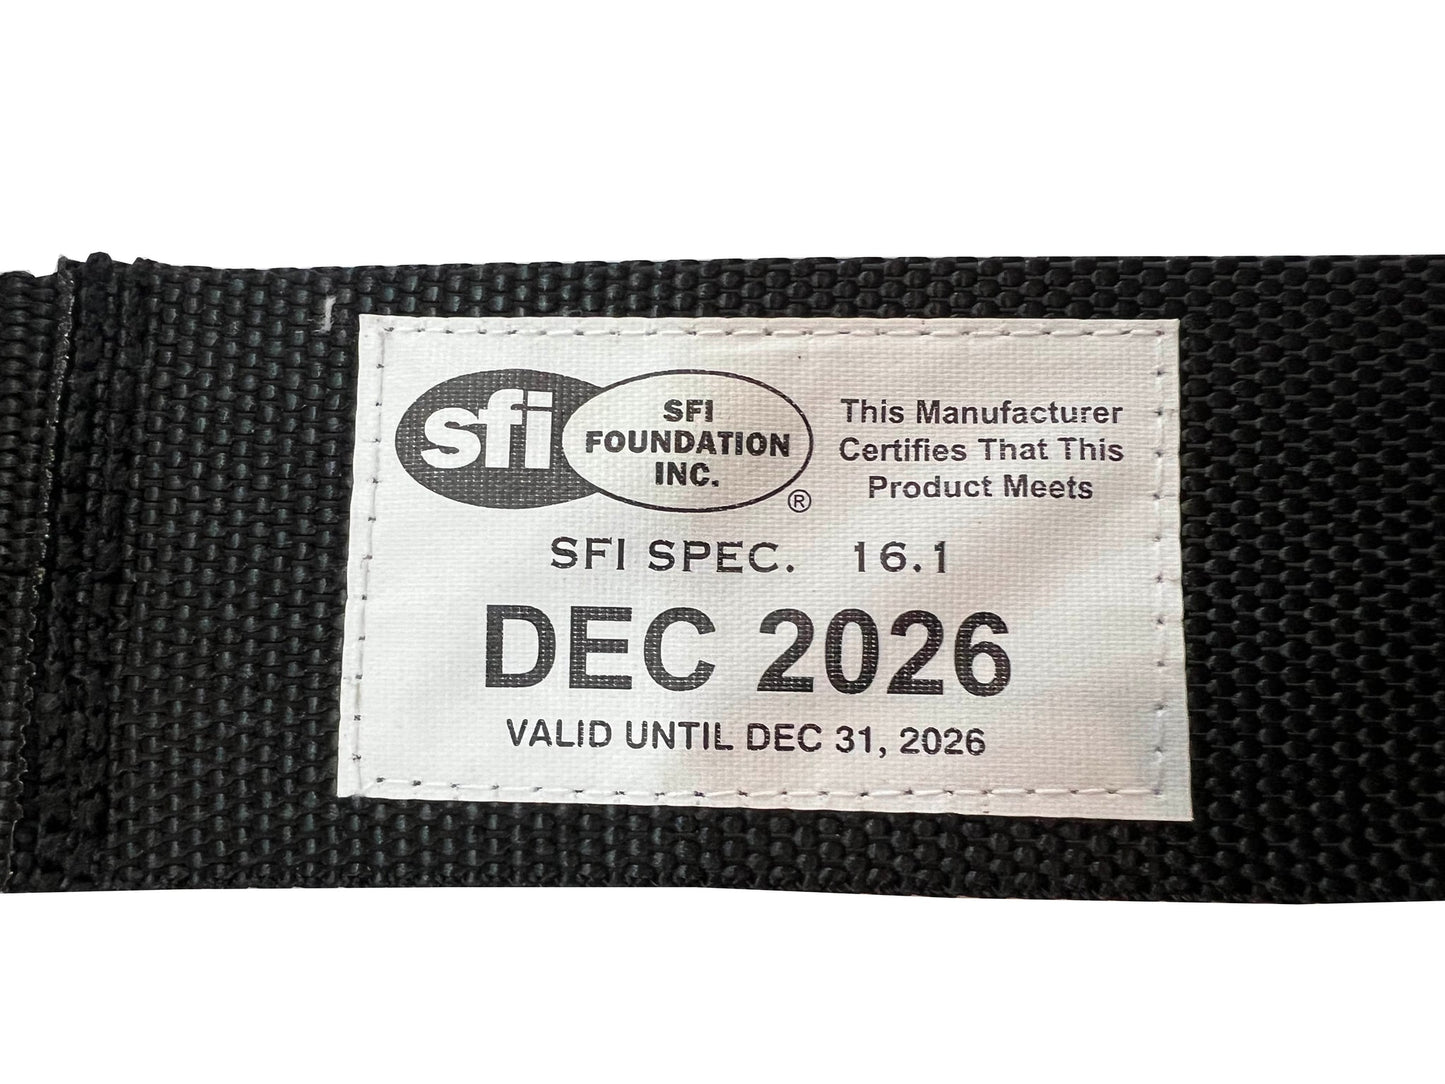 sfi
SFI
FOUNDATION
INC.
®
This Manufacturer
Certifies That This
Product Meets
SFI SPEC. 16.1
DEC 2026
VALID UNTIL DEC 31, 2026